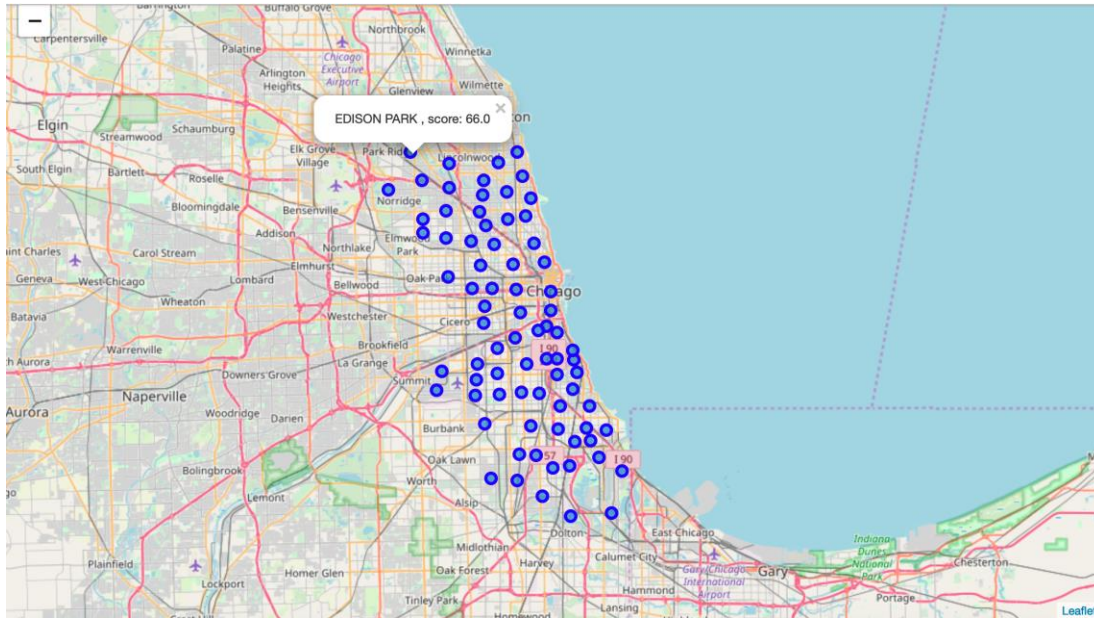 −
Buffalo Grove
Northbrook
Carpentersville
Palatine
Winnetka
Chicago
Executive
Airport
Arlington
Heights
Wilmette
Glenview
×
EDISON PARK , score: 66.0
Elgin
Schaumburg
Streamwood
Elk Grove
Village
Park Ridge
Lincolnwood
South Elgin
Bartlett
Roselle
Norridge
Bloomingdale
Bensenville
Addison
Elmwood
Park
Northlake
Carol Stream
Elmhurst
Oak Park
Geneva
West Chicago
Lombard
Bellwood
Chicago
Wheaton
Batavia
Westchester
Cicero
Brookfield
Warrenville
I 90
La Grange
Downers Grove
Summit
Naperville
Aurora
Woodridge
Darien
Burbank
Oak Lawn
57
I 90
Bolingbrook
Worth
Lemont
Alsip
Dolton
East Chicago
Midlothian
Harvey
Calumet City
Indiana
Dunes
National
Park
Chesterton
Plainfield
Homer Glen
Oak Forest
Gary/Chicago
International
Airport
Gary
Lockport
Hammond
Portage
Tinley Park
Lansing
Homewood
Leaflet